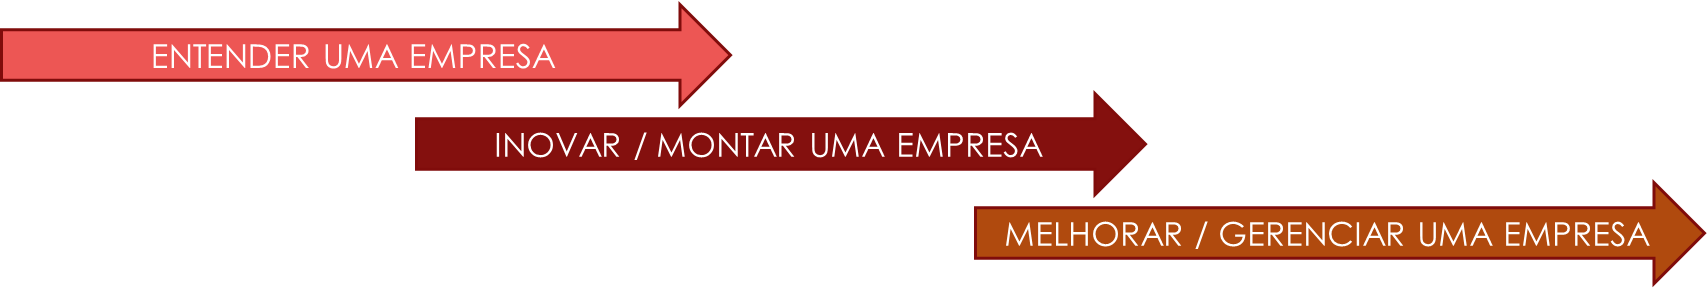 ENTENDER UMA EMPRESA
INOVAR / MONTAR UMA EMPRESA
MELHORAR / GERENCIAR UMA EMPRESA